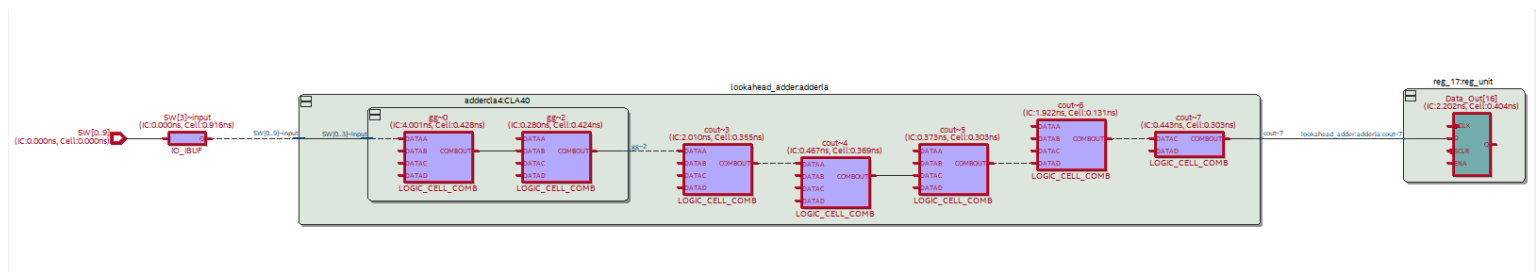 lookahead_adder:adderla
reg_17:reg_unit
addercla4:CLA40
SW[0..9]
(IC:0.000ns, Cell:0.000ns)
SW[3]~input
(IC:0.000ns, Cell:0.916ns)
O
IO_IBUF
SW[0..9]~input
SW[0..3]~input
gg~0
(IC:4.001ns, Cell:0.428ns)
DATAA
DATAB
DATAC
DATAD
COMBOUT
LOGIC_CELL_COMB
gg~2
(IC:0.280ns, Cell:0.424ns)
DATAA
DATAB
DATAC
DATAD
COMBOUT
LOGIC_CELL_COMB
gg~2
cout~3
(IC:2.010ns, Cell:0.355ns)
DATAA
DATAB
DATAC
DATAD
COMBOUT
LOGIC_CELL_COMB
cout~4
(IC:0.467ns, Cell:0.369ns)
DATAA
DATAB
DATAC
DATAD
COMBOUT
LOGIC_CELL_COMB
cout~5
(IC:0.373ns, Cell:0.303ns)
DATAA
DATAB
DATAC
DATAD
COMBOUT
LOGIC_CELL_COMB
cout~6
(IC:1.922ns, Cell:0.131ns)
DATAA
DATAB
DATAC
DATAD
COMBOUT
LOGIC_CELL_COMB
cout~7
(IC:0.443ns, Cell:0.303ns)
DATAC
DATAD
COMBOUT
LOGIC_CELL_COMB
cout~7
lookahead_adder:adderla|cout~7
Data_Out[16]
(IC:2.202ns, Cell:0.404ns)
CLK
D
SCLR
ENA
Q